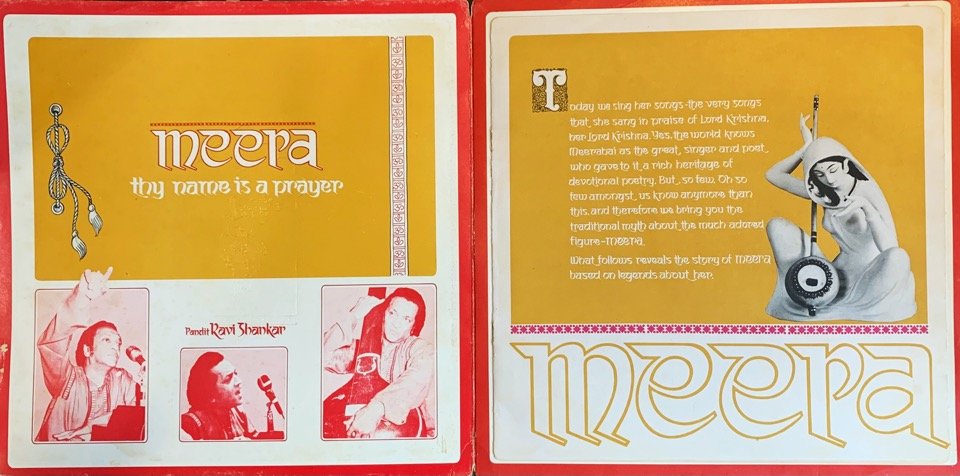 meera
thy name is a prayer
Pandit Ravi Shankar
Today we sing her songs-the very songs
that she sang in praise of Lord Krishna,
her Lord Krishna. Yes, the world knows
Meerabai as the great, singer and poet_
who gave to it a rich heritage of
devotional poetry. But_ so few. Oh so
few amongst_ us know anymore than
this. and therefore we bring you the
traditional myth about the much adored
figure-meera.
What follows reveals the story of meera
based on legends about her.
meera